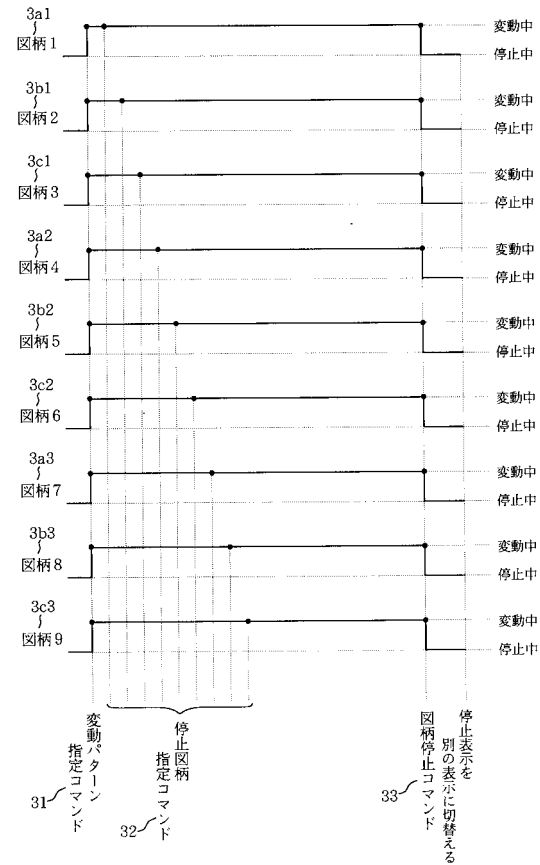 3a1
図柄1
変動中
停止中
3b1
図柄2
変動中
停止中
3c1
図柄3
変動中
停止中
3a2
図柄4
変動中
停止中
3b2
図柄5
変動中
停止中
3c2
図柄6
変動中
停止中
3a3
図柄7
変動中
停止中
3b3
図柄8
変動中
停止中
3c3
図柄9
変動中
停止中
変動パターン
指定コマンド
31
停止図柄
指定コマンド
32
図柄停止コマンド
33
停止表示を
別の表示に切替える